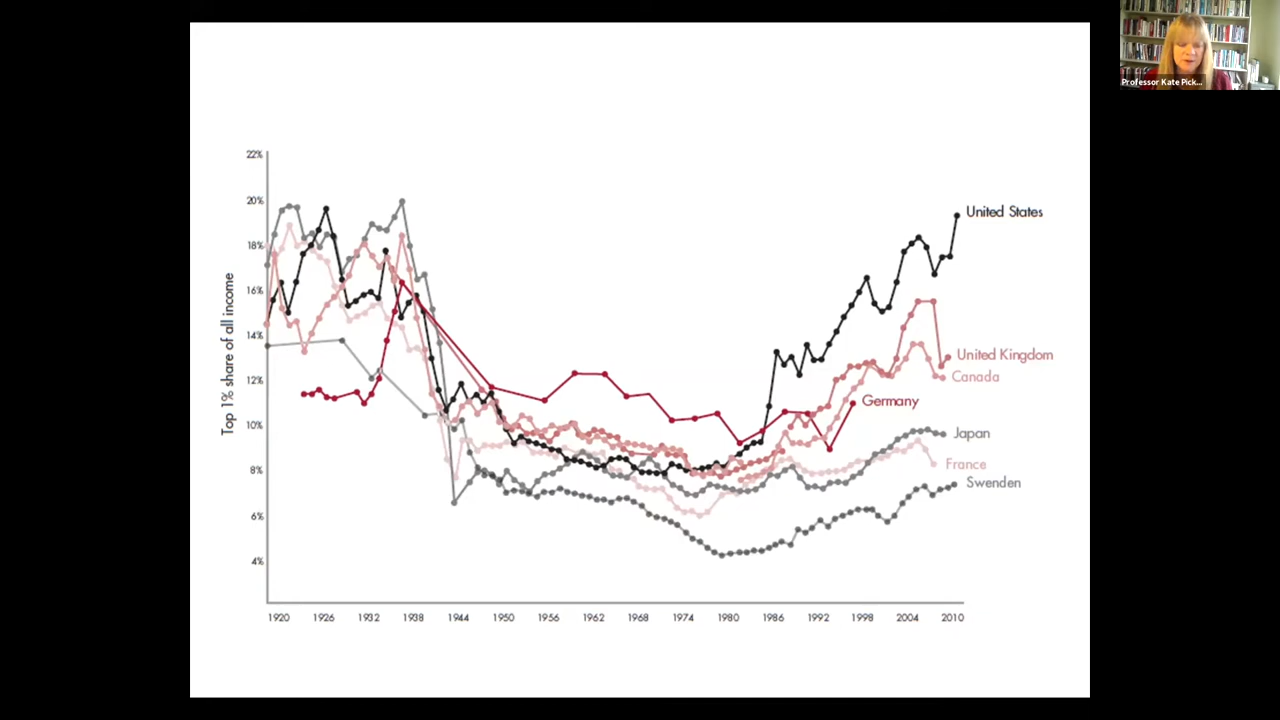 Professor Kate Pick...
22%
20%
18%
16%
14%
12%
10%
8%
6%
4%
Top 1% share of all income
United States
United Kingdom
Canada
Germany
Japan
France
Swenden
1920 1926 1932 1938 1944 1950 1956 1962 1968 1974 1980 1986 1992 1998 2004 2010